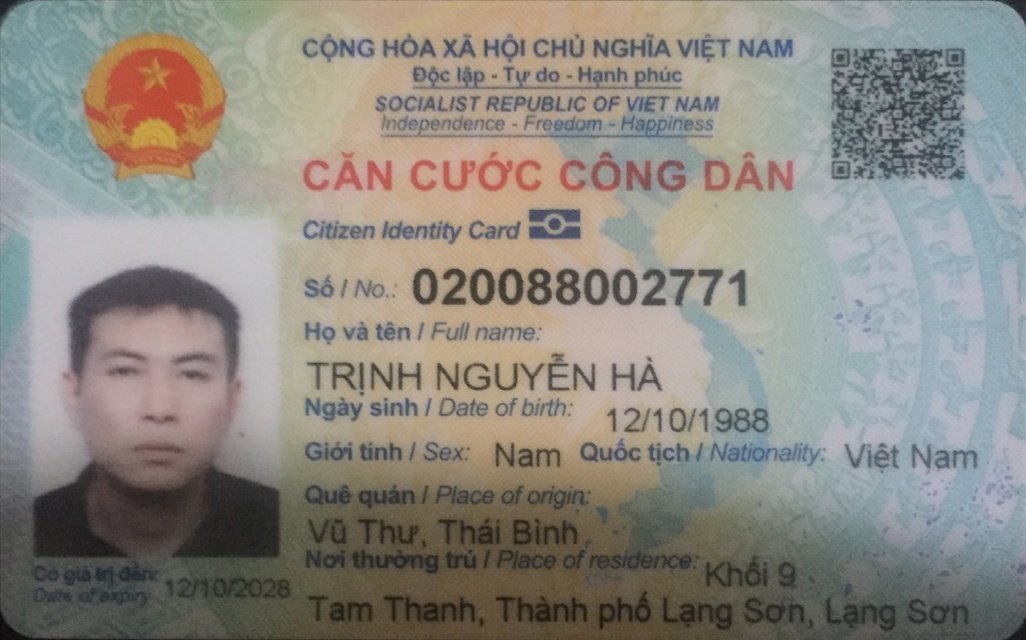 CỘNG HÒA XÃ HỘI CHỦ NGHĨA VIỆT NAM
Độc lập - Tự do - Hạnh phúc
SOCIALIST REPUBLIC OF VIET NAM
Independence - Freedom - Happiness
CĂN CƯỚC CÔNG DÂN
Citizen Identity Card
Số / No.: 020088002771
Họ và tên / Full name:
TRỊNH NGUYỄN HÀ
Ngày sinh / Date of birth: 12/10/1988
Giới tính / Sex: Nam Quốc tịch / Nationality: Việt Nam
Quê quán / Place of origin:
Vũ Thư, Thái Bình
Nơi thường trú / Place of residence: Khối 9
Tam Thanh, Thành phố Lạng Sơn, Lạng Sơn
Có giá trị đến: 12/10/2028
Date of expiry